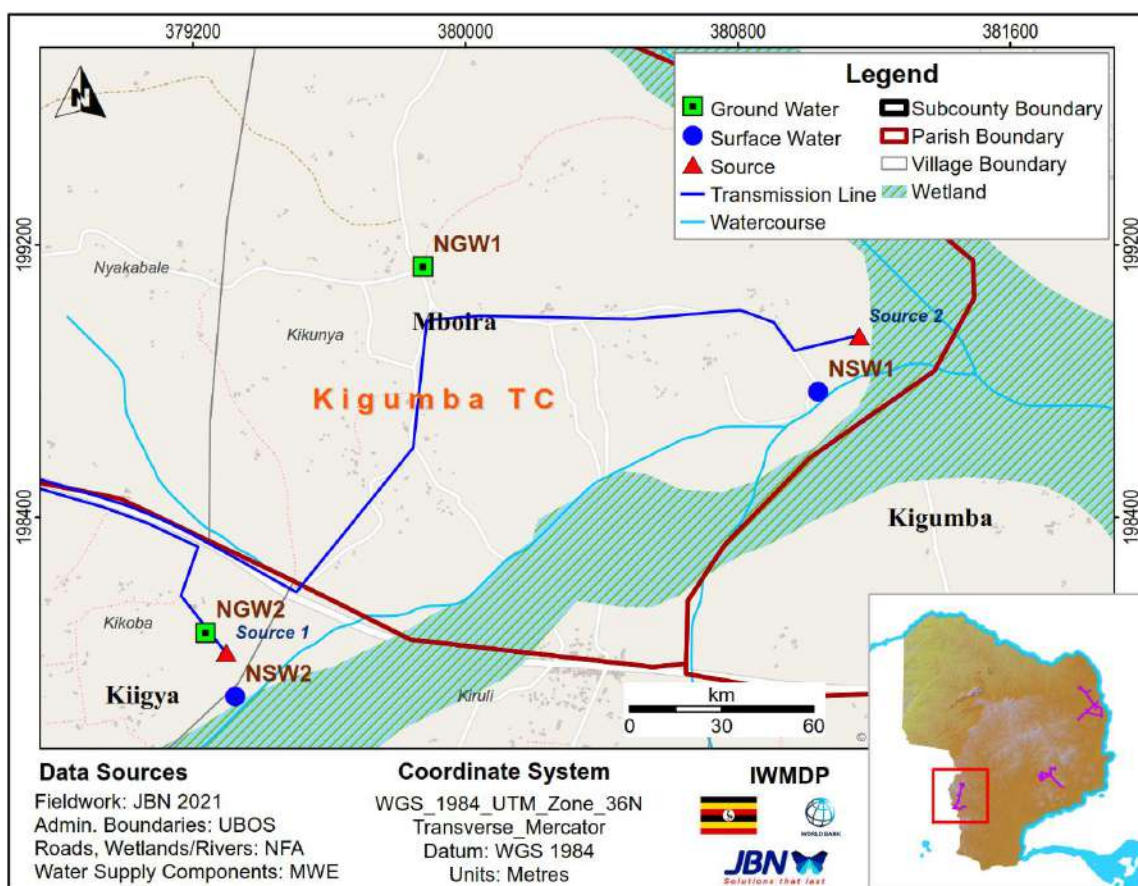 379200
380000
380800
381600
199200
198400
199200
198400
N
Legend
Ground Water
Surface Water
Source
Transmission Line
Watercourse
Subcounty Boundary
Parish Boundary
Village Boundary
Wetland
NGW1
Nyakabale
Mboira
Kikunya
Source 2
NSW1
Kigumba TC
Kigumba
NGW2
Kikoba
Source 1
NSW2
Kiigya
Kiruli
km
0 30 60
©
Data Sources
Fieldwork: JBN 2021
Admin. Boundaries: UBOS
Roads, Wetlands/Rivers: NFA
Water Supply Components: MWE
Coordinate System
WGS_1984_UTM_Zone_36N
Transverse_Mercator
Datum: WGS 1984
Units: Metres
IWMDP
WORLD BANK
JBN
Solutions that last